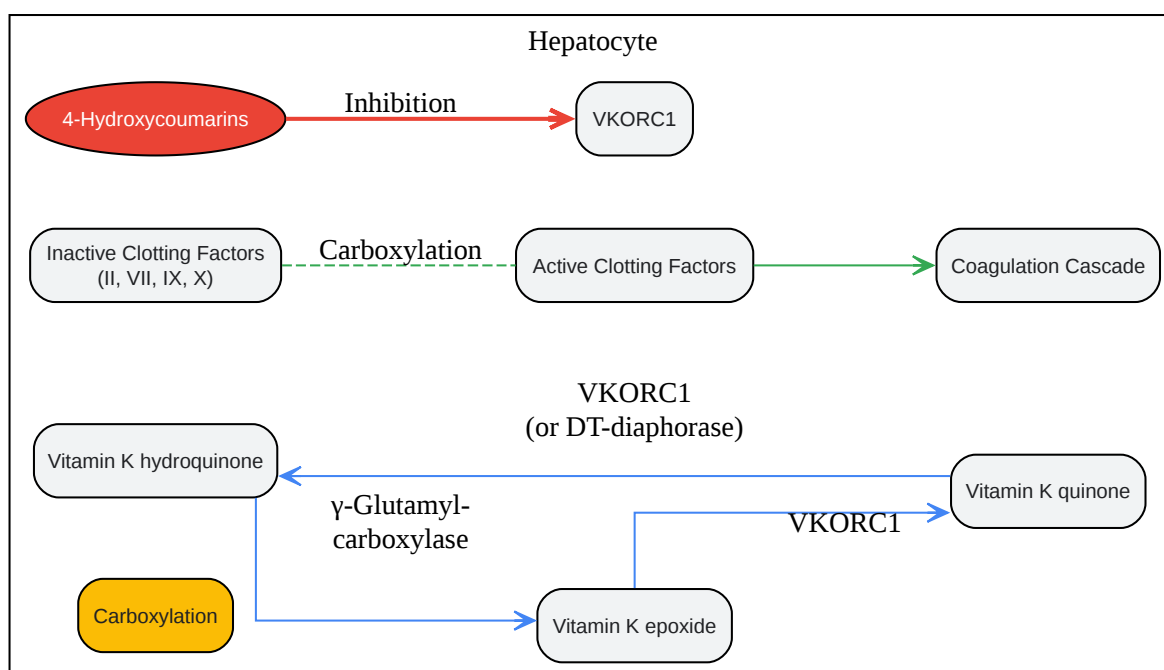 Hepatocyte
4-Hydroxycoumarins
Inhibition
VKORC1
Inactive Clotting Factors
(II, VII, IX, X)
Carboxylation
Active Clotting Factors
Coagulation Cascade
VKORC1
(or DT-diaphorase)
Vitamin K hydroquinone
Vitamin K quinone
γ-Glutamyl-
carboxylase
VKORC1
Carboxylation
Vitamin K epoxide